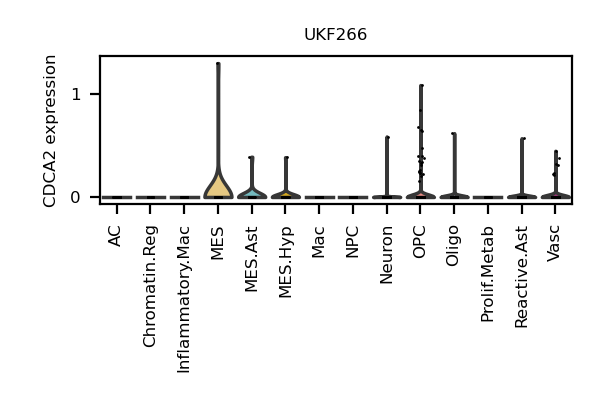 UKF266
CDCA2 expression
1
0
AC
Chromatin.Reg
Inflammatory.Mac
MES
MES.Ast
MES.Hyp
Mac
NPC
Neuron
OPC
Oligo
Prolif.Metab
Reactive.Ast
Vasc